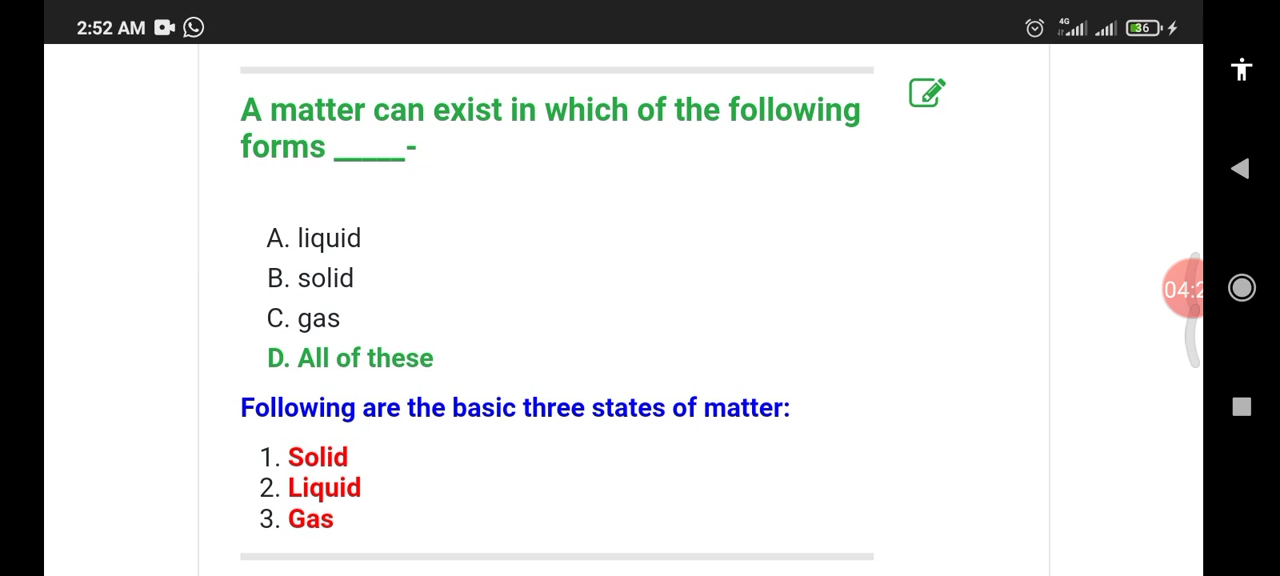 2:52 AM
4G
36
A matter can exist in which of the following
forms _____-
A. liquid
B. solid
C. gas
D. All of these
Following are the basic three states of matter:
1. Solid
2. Liquid
3. Gas